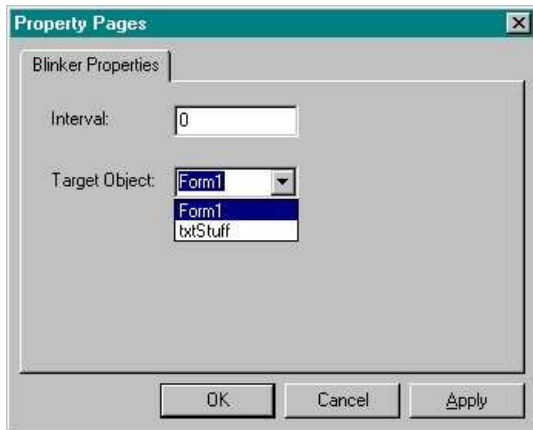 Property Pages
Blinker Properties
Interval: 0
Target Object: Form1
Form1
txtStuff
OK Cancel Apply